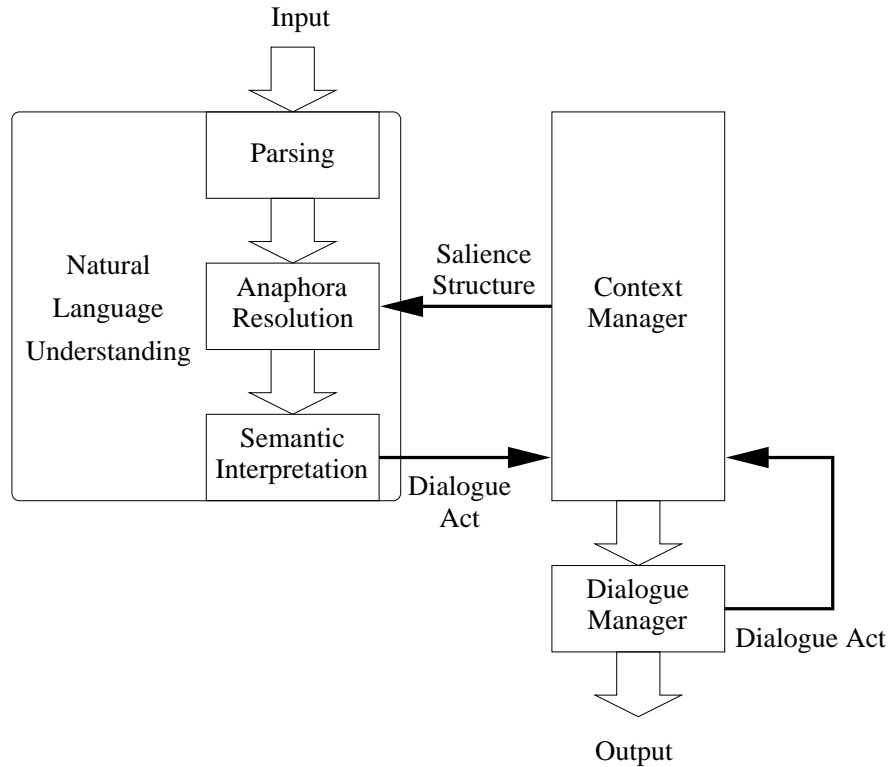 Input
Parsing
Natural
Language
Understanding
Anaphora
Resolution
Salience
Structure
Context
Manager
Semantic
Interpretation
Dialogue
Act
Dialogue
Manager
Dialogue Act
Output